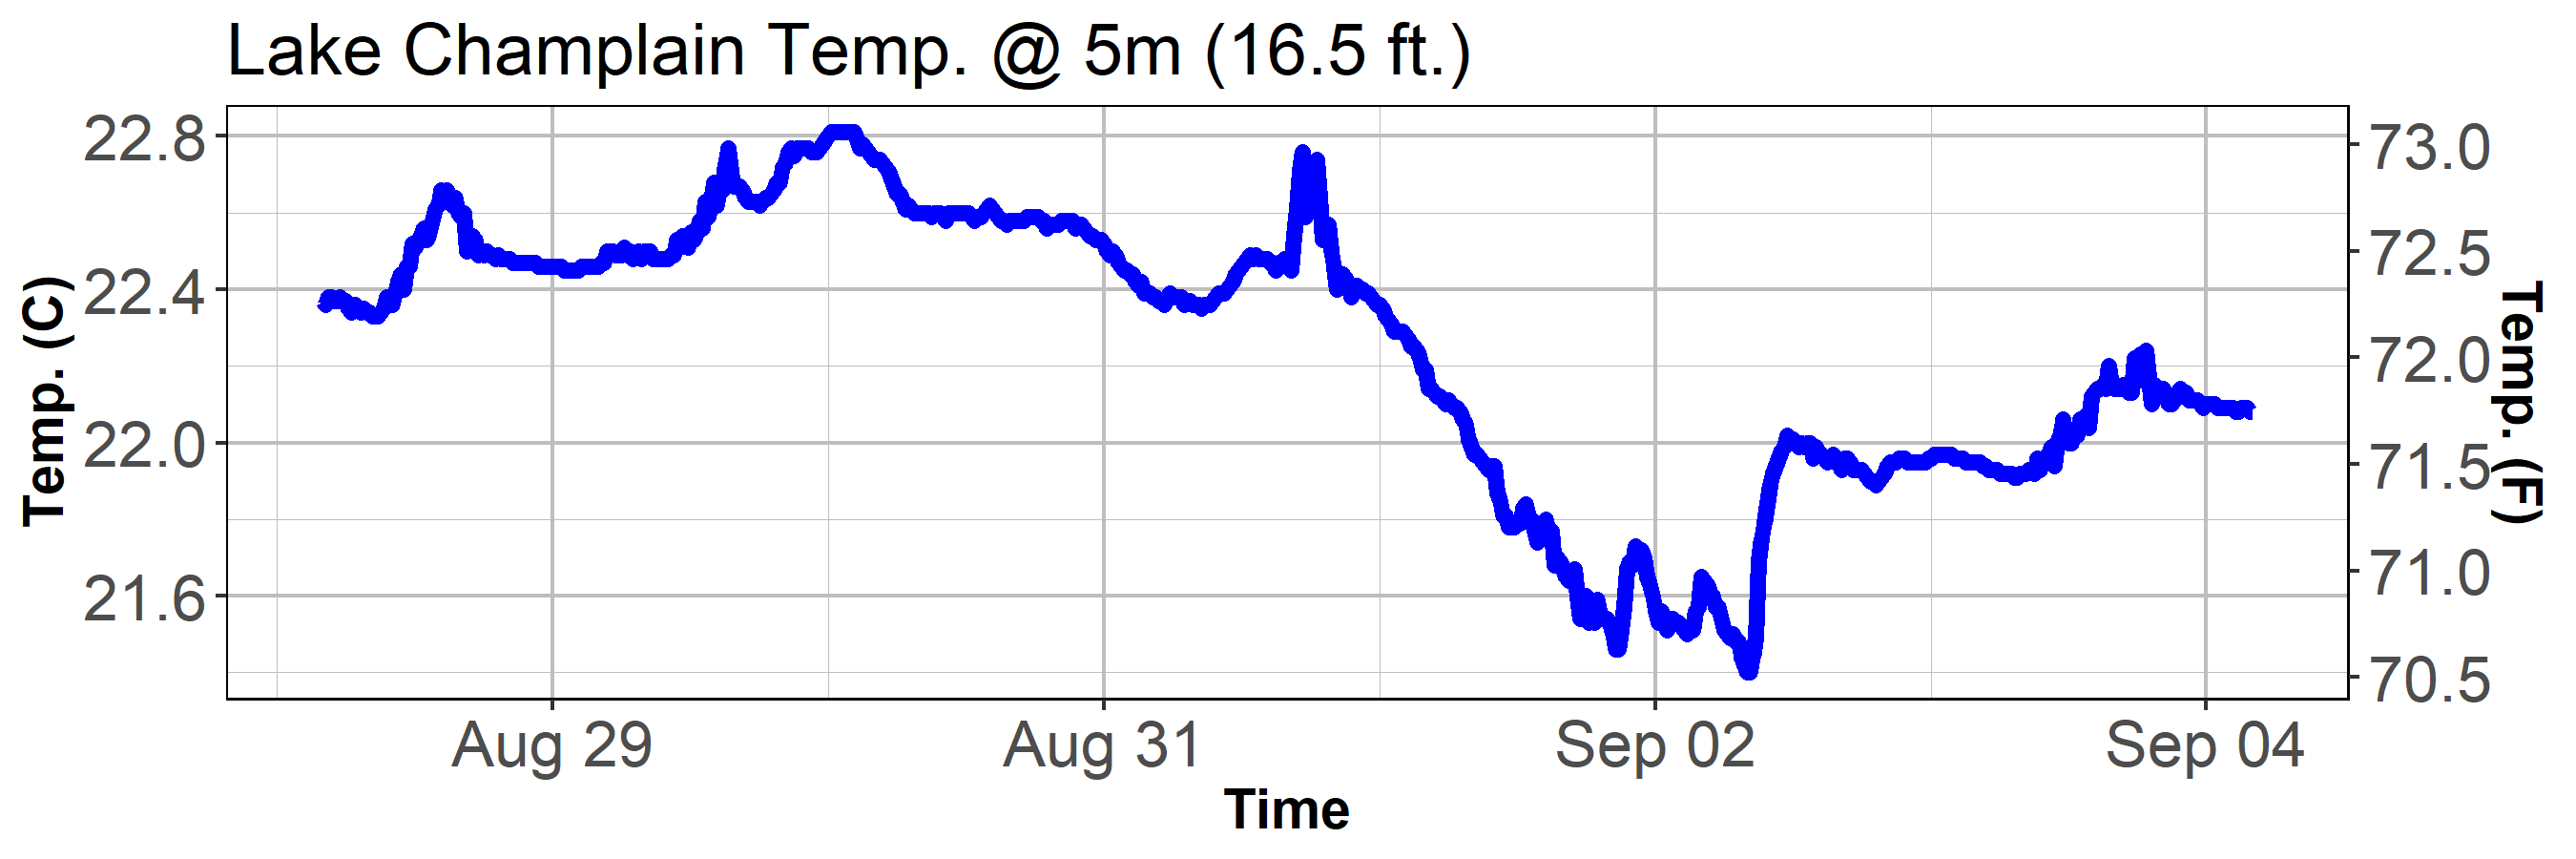 Lake Champlain Temp. @ 5m (16.5 ft.)
22.8
22.4
22.0
21.6
Temp. (C)
73.0
72.5
72.0
71.5
71.0
70.5
Temp. (F)
Aug 29 Aug 31 Sep 02 Sep 04
Time